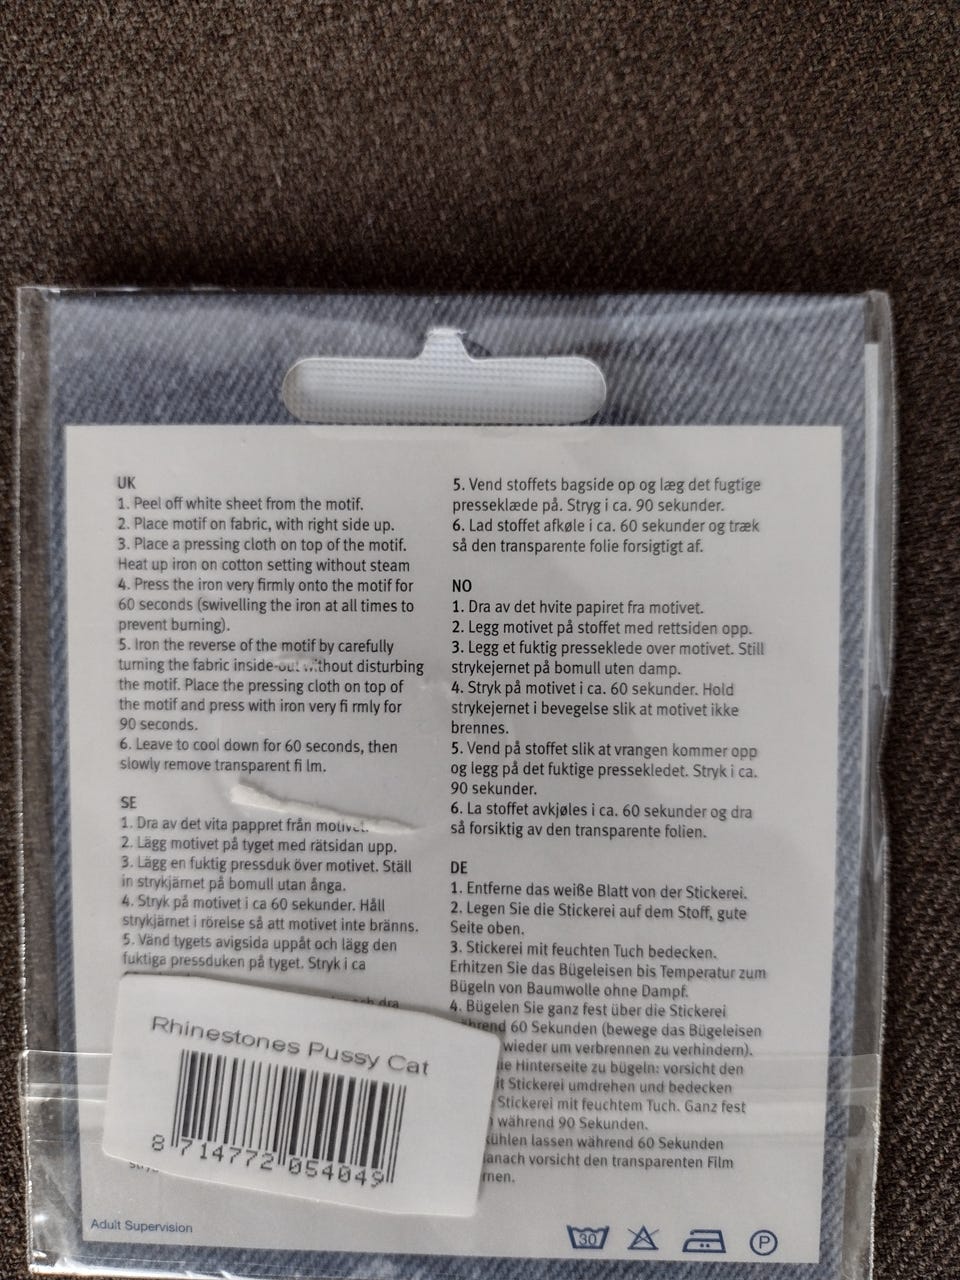 UK
1. Peel off white sheet from the motif.
2. Place motif on fabric, with right side up.
3. Place a pressing cloth on top of the motif.
Heat up iron on cotton setting without steam
4. Press the iron very firmly onto the motif for
60 seconds (swivelling the iron at all times to
prevent burning).
5. Iron the reverse of the motif by carefully
turning the fabric inside-out without disturbing
the motif. Place the pressing cloth on top of
the motif and press with iron very fi rmly for
90 seconds.
6. Leave to cool down for 60 seconds, then
slowly remove transparent fi lm.
SE
1. Dra av det vita pappret från motivet.
2. Lägg motivet på tyget med rätsidan upp.
3. Lägg en fuktig pressduk över motivet. Ställ
in strykjärnet på bomull utan ånga.
4. Stryk på motivet i ca 60 sekunder. Håll
strykjärnet i rörelse så att motivet inte bränns.
5. Vänd tygets avigsida uppåt och lägg den
fuktiga pressduken på tyget. Stryk i ca
och dra
Rhinestones Pussy Cat
8 714772 054049
Adult Supervision
5. Vend stoffets bagside op og læg det fugtige
presseklæde på. Stryg i ca. 90 sekunder.
6. Lad stoffet afkøle i ca. 60 sekunder og træk
så den transparente folie forsigtigt af.
NO
1. Dra av det hvite papiret fra motivet.
2. Legg motivet på stoffet med rettsiden opp.
3. Legg et fuktig presseklede over motivet. Still
strykejernet på bomull uten damp.
4. Stryk på motivet i ca. 60 sekunder. Hold
strykejernet i bevegelse slik at motivet ikke
brennes.
5. Vend på stoffet slik at vrangen kommer opp
og legg på det fuktige pressekledet. Stryk i ca.
90 sekunder.
6. La stoffet avkjøles i ca. 60 sekunder og dra
så forsiktig av den transparente folien.
DE
1. Entferne das weiße Blatt von der Stickerei.
2. Legen Sie die Stickerei auf dem Stoff, gute
Seite oben.
3. Stickerei mit feuchten Tuch bedecken.
Erhitzen Sie das Bügeleisen bis Temperatur zum
Bügeln von Baumwolle ohne Dampf.
4. Bügelen Sie ganz fest über die Stickerei
während 60 Sekunden (bewege das Bügeleisen
wieder um verbrennen zu verhindern).
Hinterseite zu bügeln: vorsicht den
Stickerei umdrehen und bedecken
Stickerei mit feuchtem Tuch. Ganz fest
während 90 Sekunden.
kühlen lassen während 60 Sekunden
danach vorsicht den transparenten Film
30
P